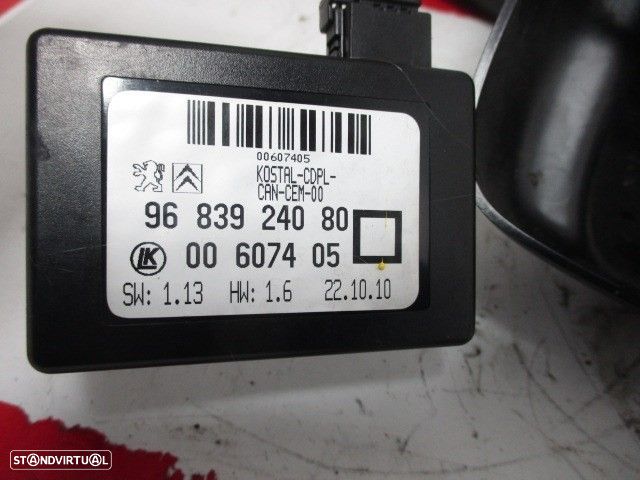 00607405
KOSTAL-CDPL-
CAN-CEM-00
96 839 240 80
LK 00 6074 05
SW: 1.13 HW: 1.6 22.10.10
STANDVIRTUAL